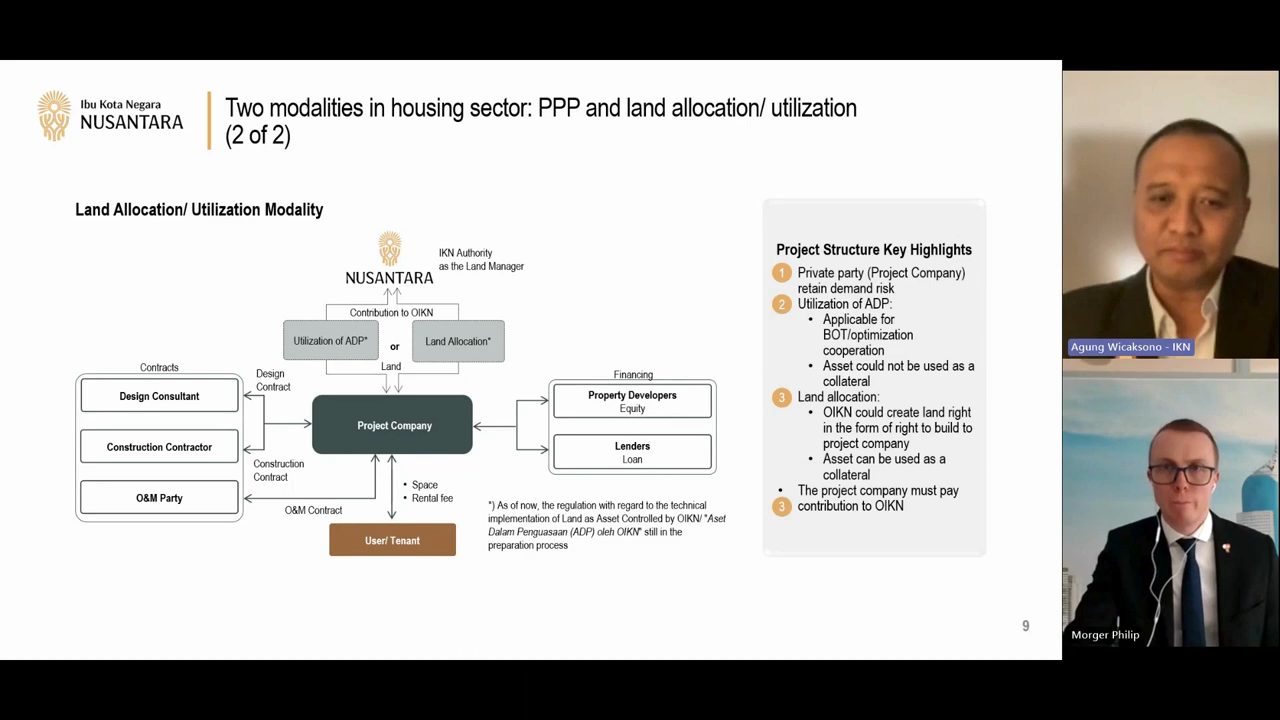 Ibu Kota Negara
NUSANTARA
Two modalities in housing sector: PPP and land allocation/ utilization
(2 of 2)
Land Allocation/ Utilization Modality
NUSANTARA
IKN Authority
as the Land Manager
Contribution to OIKN
Utilization of ADP*
or
Land Allocation*
Land
Contracts
Design Consultant
Construction Contractor
O&M Party
Design
Contract
Construction
Contract
O&M Contract
Project Company
• Space
• Rental fee
User/ Tenant
Financing
Property Developers
Equity
Lenders
Loan
*) As of now, the regulation with regard to the technical
implementation of Land as Asset Controlled by OIKN/ "Aset
Dalam Penguasaan (ADP) oleh OIKN" still in the
preparation process
Project Structure Key Highlights
1 Private party (Project Company)
retain demand risk
2 Utilization of ADP:
• Applicable for
BOT/optimization
cooperation
• Asset could not be used as a
collateral
3 Land allocation:
• OIKN could create land right
in the form of right to build to
project company
• Asset can be used as a
collateral
• The project company must pay
3 contribution to OIKN
9
Agung Wicaksono - IKN
Morger Philip